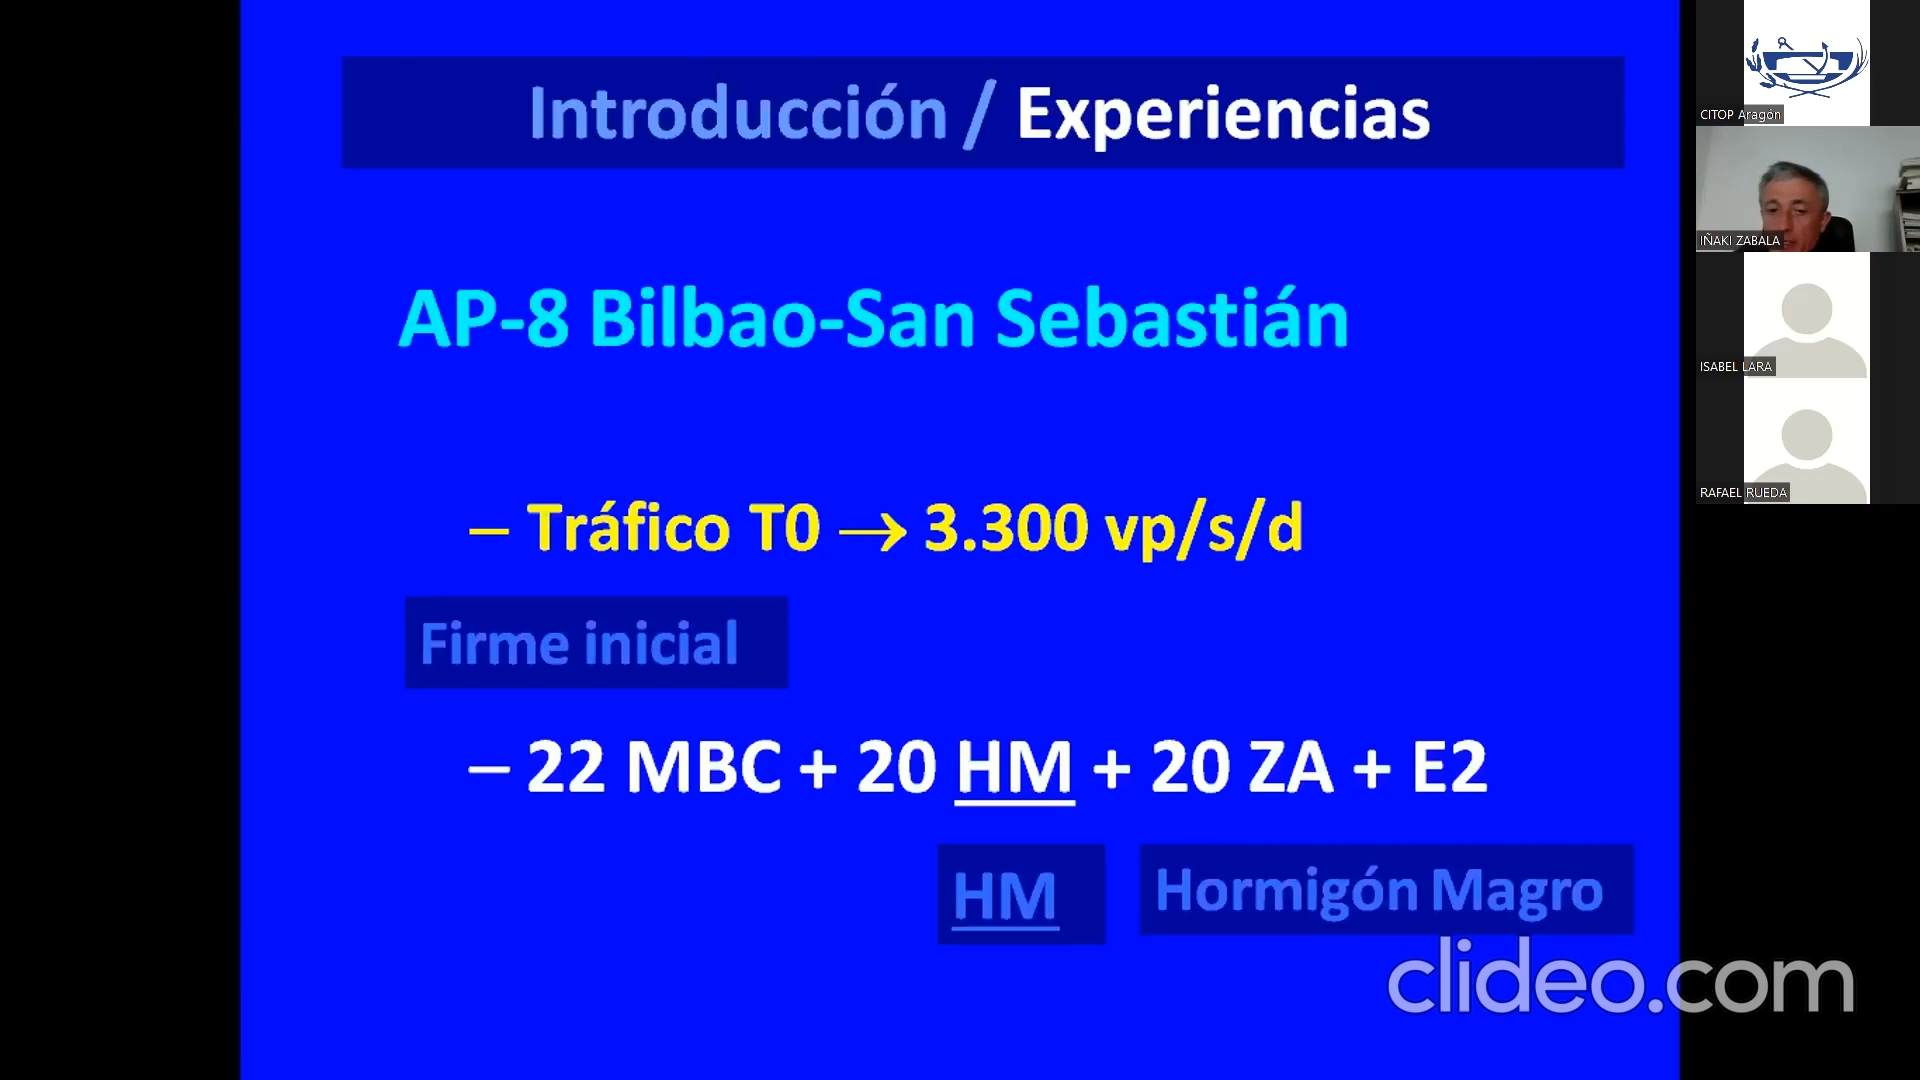 Introducción / Experiencias
AP-8 Bilbao-San Sebastián
– Tráfico T0 → 3.300 vp/s/d
Firme inicial
– 22 MBC + 20 HM + 20 ZA + E2
HM Hormigón Magro
clideo.com
CITOP Aragón
IÑAKI ZABALA
ISABEL LARA
RAFAEL RUEDA